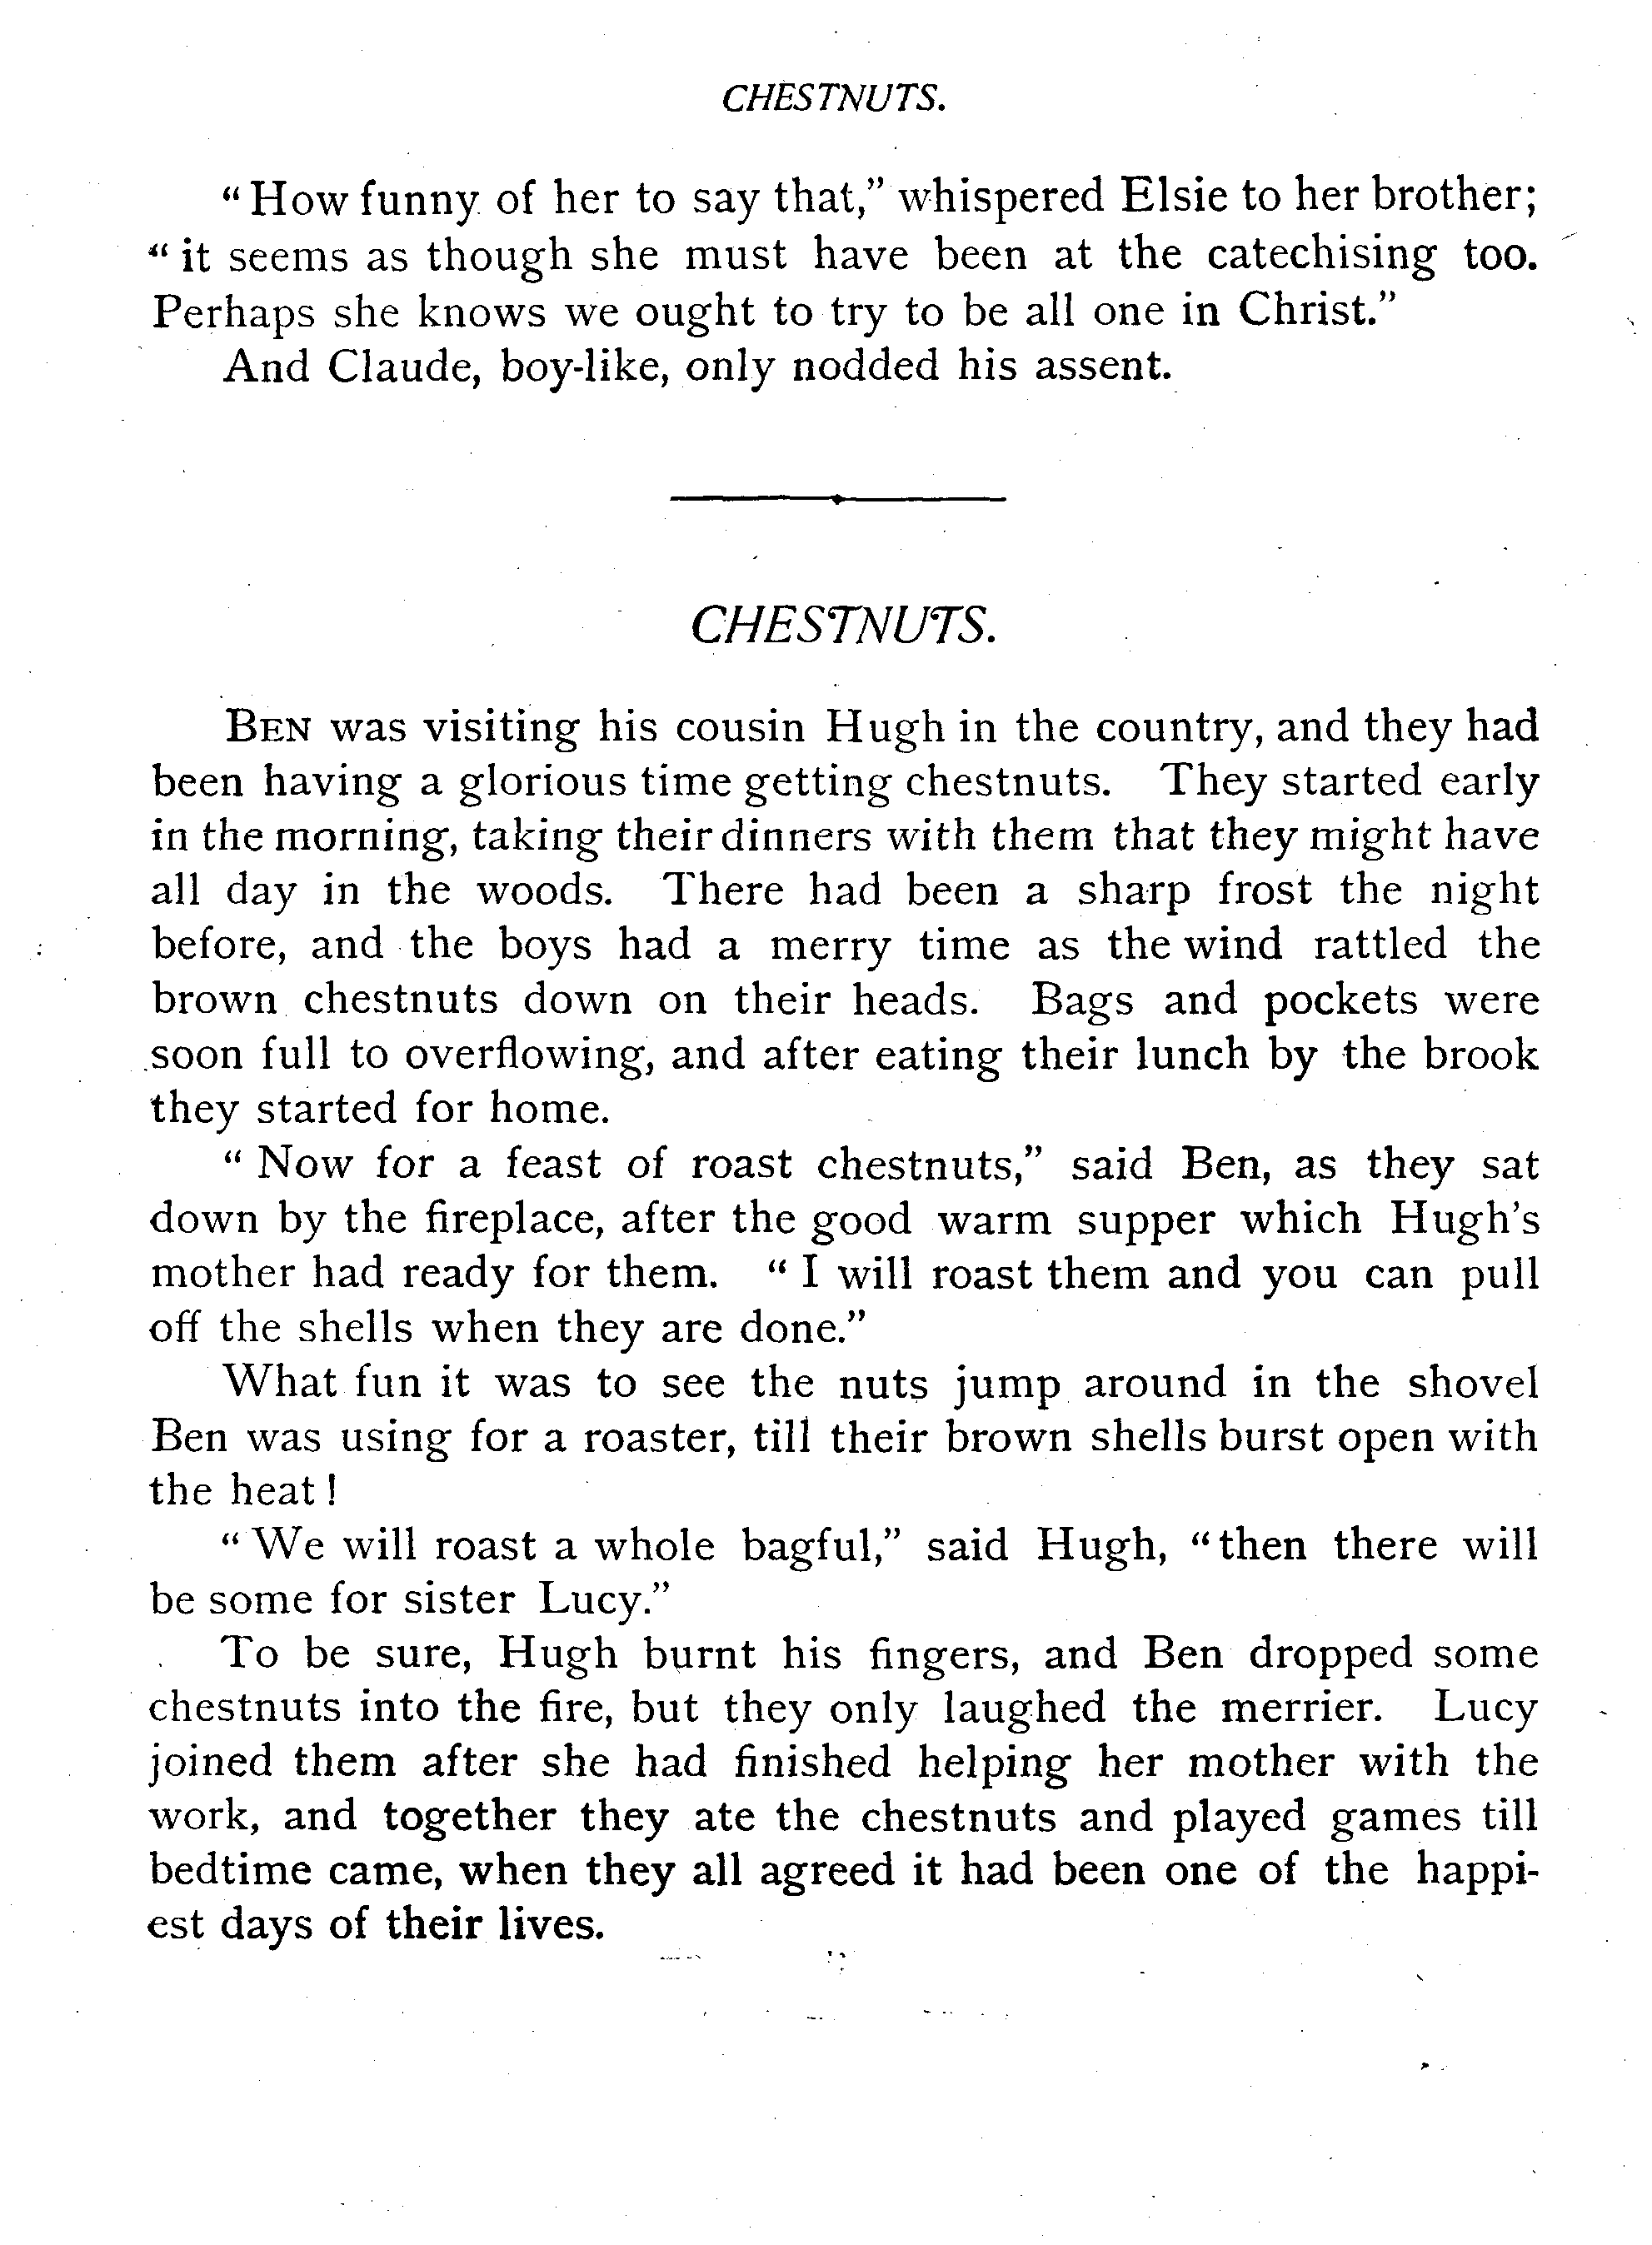 CHESTNUTS.
“How funny of her to say that,” whispered Elsie to her brother;
“it seems as though she must have been at the catechising too.
Perhaps she knows we ought to try to be all one in Christ.”
And Claude, boy-like, only nodded his assent.
CHESTNUTS.
BEN was visiting his cousin Hugh in the country, and they had
been having a glorious time getting chestnuts. They started early
in the morning, taking their dinners with them that they might have
all day in the woods. There had been a sharp frost the night
before, and the boys had a merry time as the wind rattled the
brown chestnuts down on their heads. Bags and pockets were
soon full to overflowing, and after eating their lunch by the brook
they started for home.
“Now for a feast of roast chestnuts,” said Ben, as they sat
down by the fireplace, after the good warm supper which Hugh’s
mother had ready for them. “I will roast them and you can pull
off the shells when they are done.”
What fun it was to see the nuts jump around in the shovel
Ben was using for a roaster, till their brown shells burst open with
the heat!
“We will roast a whole bagful,” said Hugh, “then there will
be some for sister Lucy.”
To be sure, Hugh burnt his fingers, and Ben dropped some
chestnuts into the fire, but they only laughed the merrier. Lucy
joined them after she had finished helping her mother with the
work, and together they ate the chestnuts and played games till
bedtime came, when they all agreed it had been one of the happi-
est days of their lives.